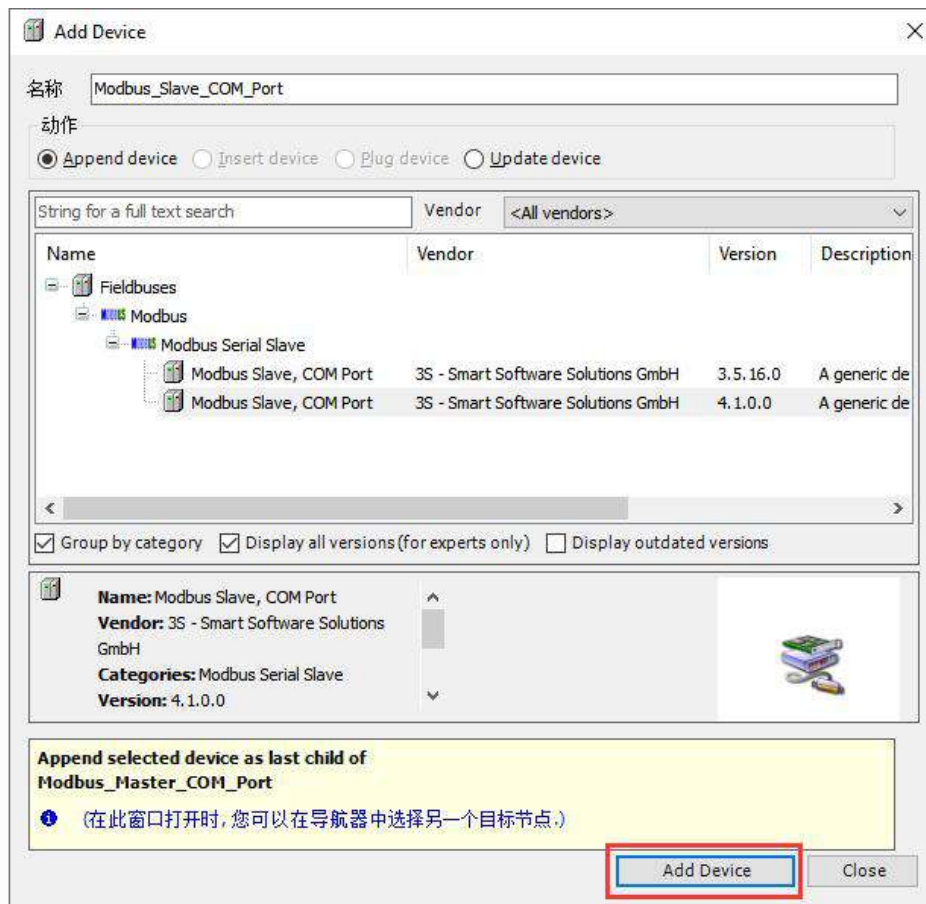 Add Device
名称 Modbus_Slave_COM_Port
动作
Append device Insert device Plug device Update device
String for a full text search Vendor <All vendors>
Name Vendor Version Description
Fieldbuses
Modbus
Modbus Serial Slave
Modbus Slave, COM Port 3S - Smart Software Solutions GmbH 3.5.16.0 A generic de
Modbus Slave, COM Port 3S - Smart Software Solutions GmbH 4.1.0.0 A generic de
Group by category Display all versions (for experts only) Display outdated versions
Name: Modbus Slave, COM Port
Vendor: 3S - Smart Software Solutions
GmbH
Categories: Modbus Serial Slave
Version: 4.1.0.0
Append selected device as last child of
Modbus_Master_COM_Port
(在此窗口打开时,您可以在导航器中选择另一个目标节点.)
Add Device Close